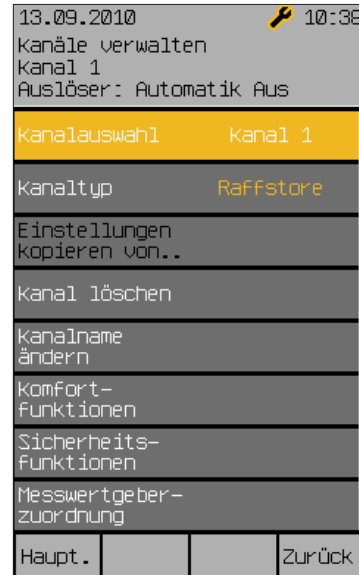 13.09.2010 10:38
Kanäle verwalten
Kanal 1
Auslöser: Automatik Aus
Kanalauswahl Kanal 1
Kanaltyp Raffstore
Einstellungen
kopieren von..
Kanal löschen
Kanalname
ändern
Komfort-
funktionen
Sicherheits-
funktionen
Messwertgeber-
zuordnung
Haupt. Zurück